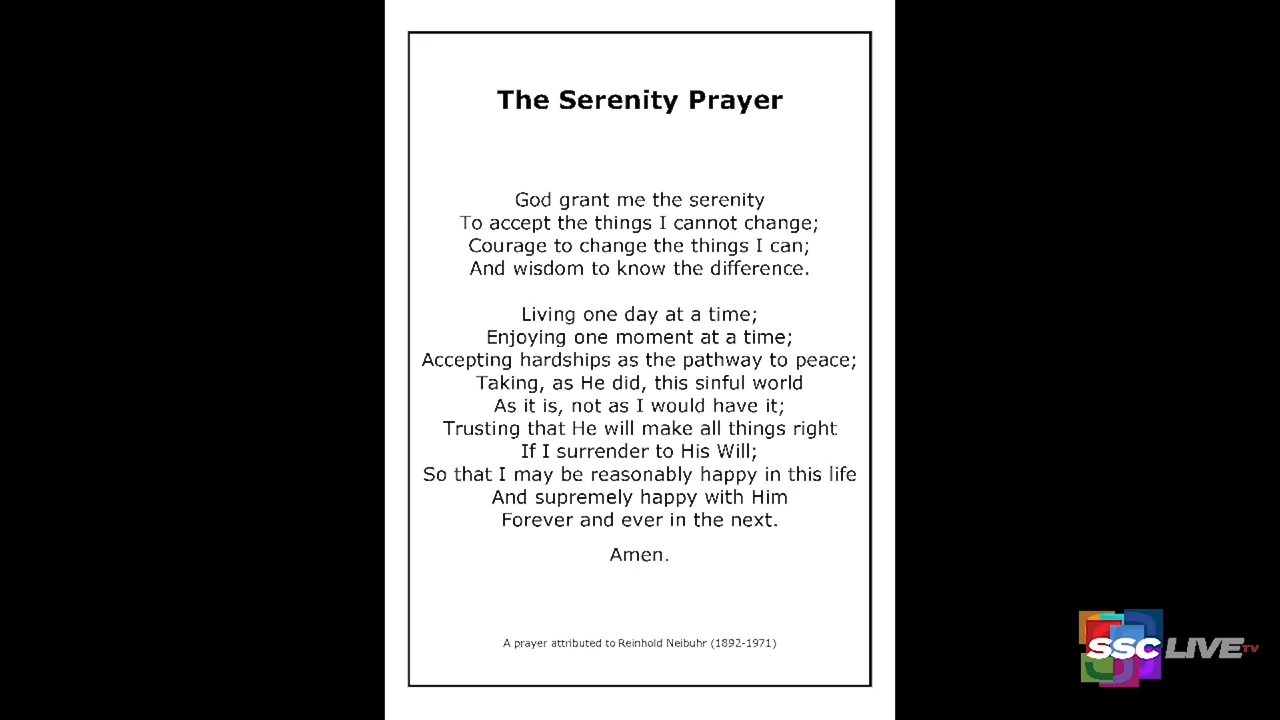 The Serenity Prayer
God grant me the serenity
To accept the things I cannot change;
Courage to change the things I can;
And wisdom to know the difference.
Living one day at a time;
Enjoying one moment at a time;
Accepting hardships as the pathway to peace;
Taking, as He did, this sinful world
As it is, not as I would have it;
Trusting that He will make all things right
If I surrender to His Will;
So that I may be reasonably happy in this life
And supremely happy with Him
Forever and ever in the next.
Amen.
A prayer attributed to Reinhold Neibuhr (1892-1971)
SSC LIVE TV